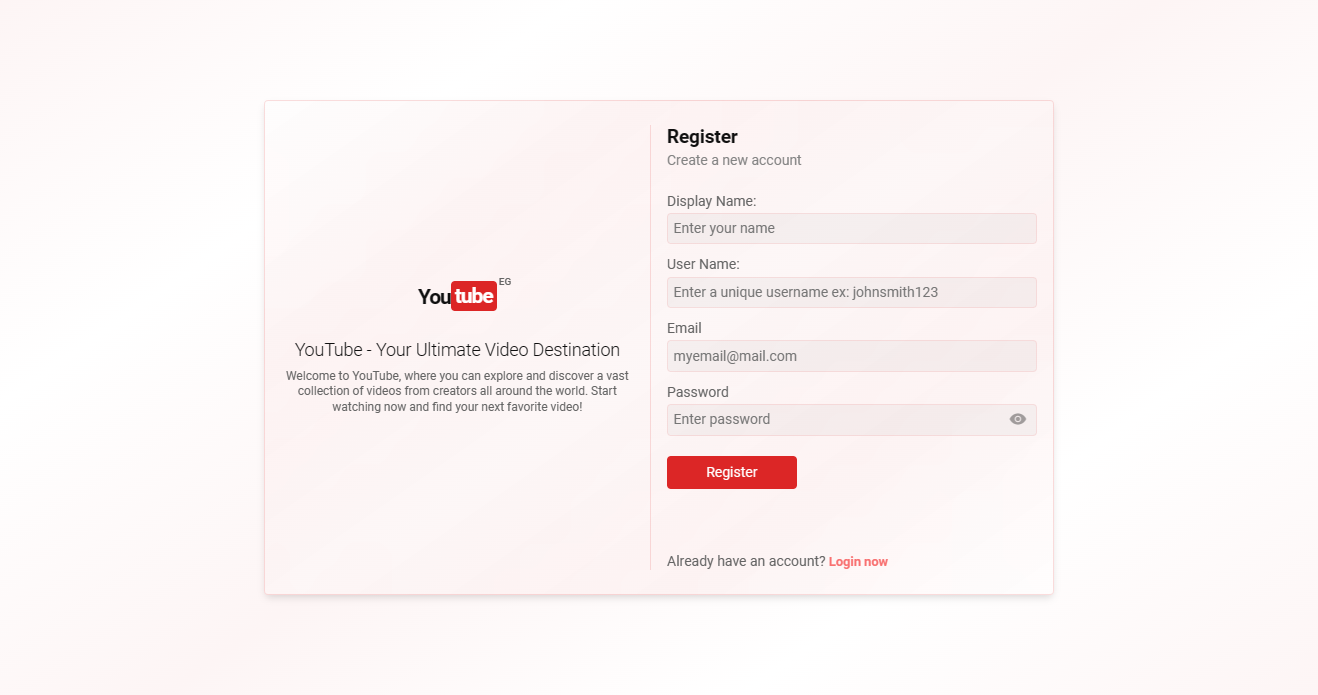 Youtube EG
YouTube - Your Ultimate Video Destination
Welcome to YouTube, where you can explore and discover a vast
collection of videos from creators all around the world. Start
watching now and find your next favorite video!
Register
Create a new account
Display Name:
Enter your name
User Name:
Enter a unique username ex: johnsmith123
Email
myemail@mail.com
Password
Enter password
Register
Already have an account? Login now